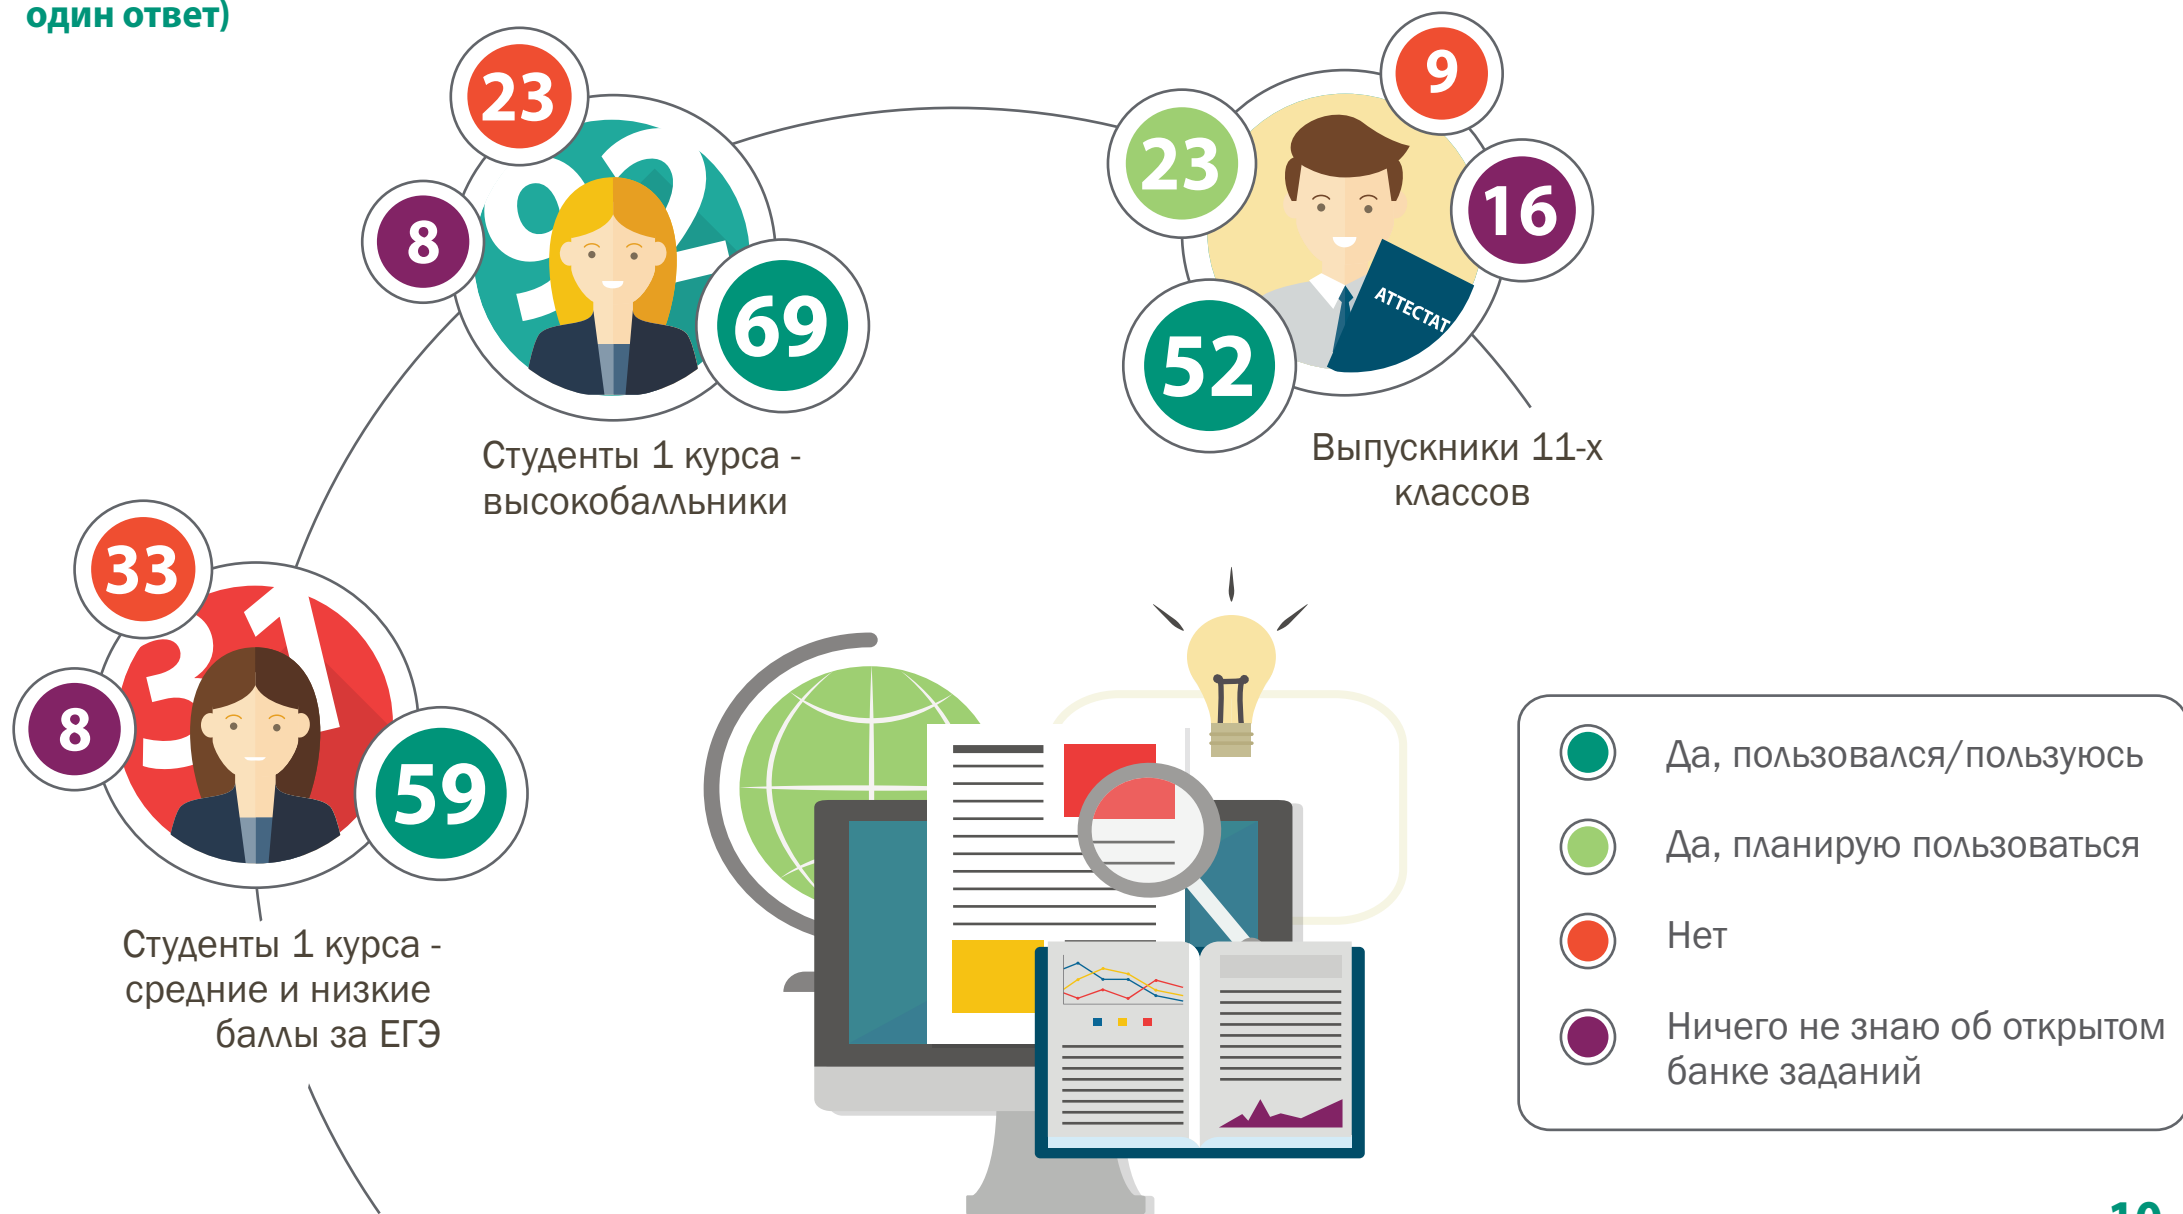 один ответ)
23
8
92
69
Студенты 1 курса -
высокобалльники
9
23
16
52
АТТЕСТАТ
Выпускники 11-х
классов
33
8
31
59
Студенты 1 курса -
средние и низкие
баллы за ЕГЭ
Да, пользовался/пользуюсь
Да, планирую пользоваться
Нет
Ничего не знаю об открытом
банке заданий